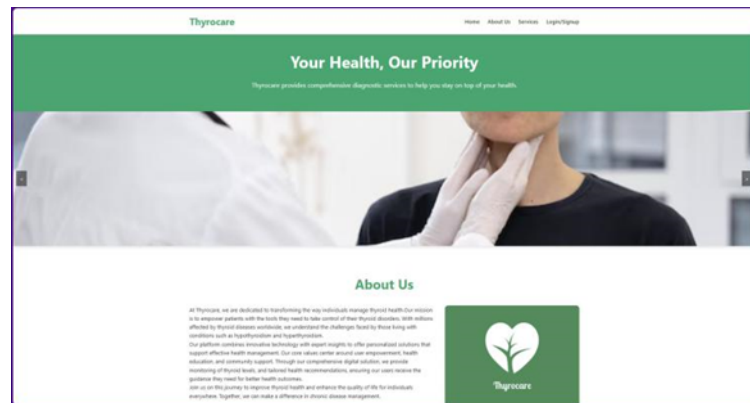 Thyrocare
Home About Us Services Login/Signup
Your Health, Our Priority
Thyrocare provides comprehensive diagnostic services to help you stay on top of your health.
About Us
At Thyrocare, we are dedicated to transforming the way individuals manage thyroid health.Our mission
is to empower patients with the tools they need to take control of their thyroid disorders. With millions
affected by thyroid diseases worldwide, we understand the challenges faced by those living with
conditions such as hypothyroidism and hyperthyroidism.
Our platform combines innovative technology with expert insights to offer personalized solutions that
support effective health management. Our core values center around user empowerment, health
education, and community support. Through our comprehensive digital solution, we provide
monitoring of thyroid levels, and tailored health recommendations, ensuring our users receive the
guidance they need for better health outcomes.
Join us on this journey to improve thyroid health and enhance the quality of life for individuals
everywhere. Together, we can make a difference in chronic disease management.
Thyrocare